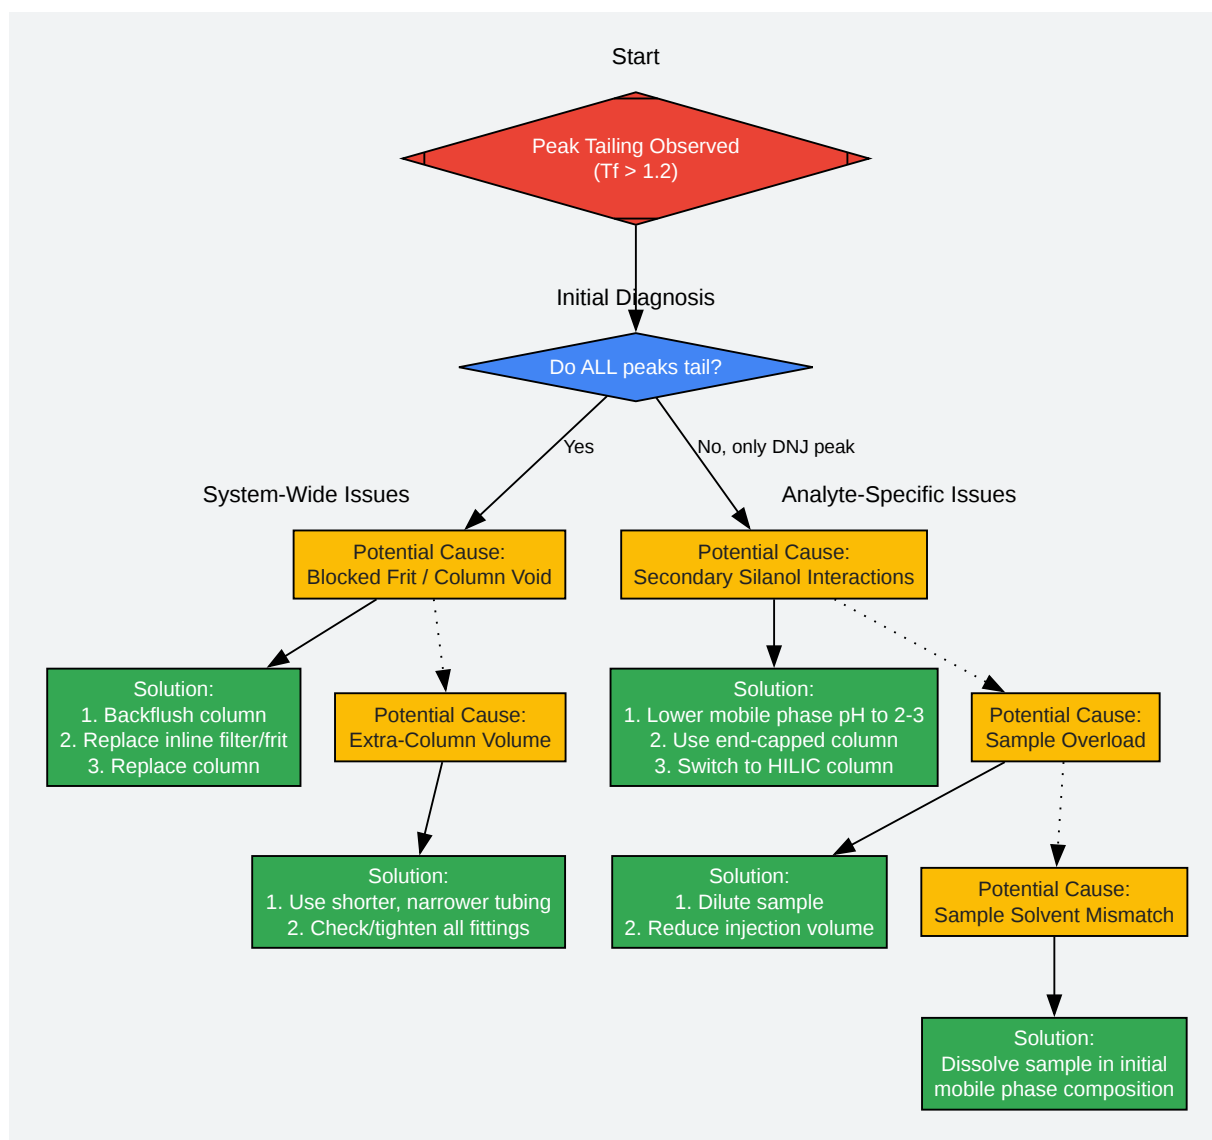 Start
Peak Tailing Observed
(Tf > 1.2)
Initial Diagnosis
Do ALL peaks tail?
Yes
No, only DNJ peak
System-Wide Issues
Analyte-Specific Issues
Potential Cause:
Blocked Frit / Column Void
Potential Cause:
Secondary Silanol Interactions
Solution:
1. Backflush column
2. Replace inline filter/frit
3. Replace column
Potential Cause:
Extra-Column Volume
Solution:
1. Lower mobile phase pH to 2-3
2. Use end-capped column
3. Switch to HILIC column
Potential Cause:
Sample Overload
Solution:
1. Use shorter, narrower tubing
2. Check/tighten all fittings
Solution:
1. Dilute sample
2. Reduce injection volume
Potential Cause:
Sample Solvent Mismatch
Solution:
Dissolve sample in initial
mobile phase composition